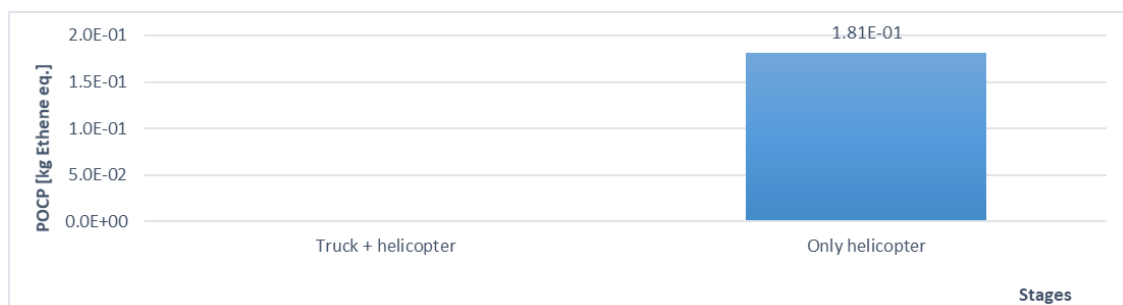 POCP [kg Ethene eq.]
2.0E-01
1.5E-01
1.0E-01
5.0E-02
0.0E+00
1.81E-01
Truck + helicopter
Only helicopter
Stages